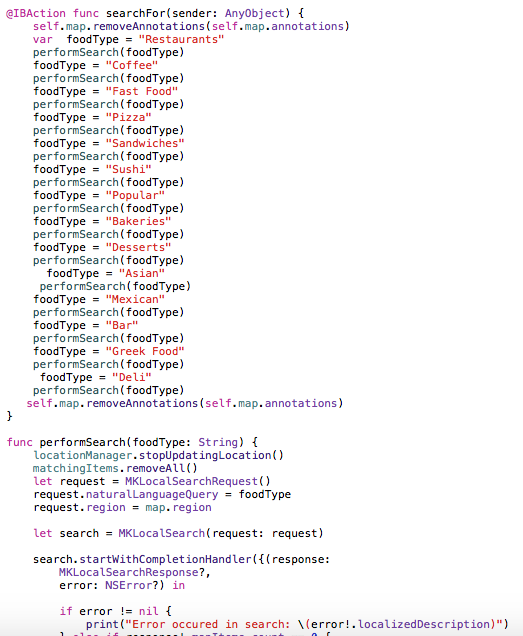 @IBAction func searchFor(sender: AnyObject) {
    self.map.removeAnnotations(self.map.annotations)
    var  foodType = "Restaurants"
    performSearch(foodType)
    foodType = "Coffee"
    performSearch(foodType)
    foodType = "Fast Food"
    performSearch(foodType)
    foodType = "Pizza"
    performSearch(foodType)
    foodType = "Sandwiches"
    performSearch(foodType)
    foodType = "Sushi"
    performSearch(foodType)
    foodType = "Popular"
    performSearch(foodType)
    foodType = "Bakeries"
    performSearch(foodType)
    foodType = "Desserts"
    performSearch(foodType)
      foodType = "Asian"
     performSearch(foodType)
    foodType = "Mexican"
    performSearch(foodType)
    foodType = "Bar"
    performSearch(foodType)
    foodType = "Greek Food"
    performSearch(foodType)
     foodType = "Deli"
    performSearch(foodType)
   self.map.removeAnnotations(self.map.annotations)
}

func performSearch(foodType: String) {
    locationManager.stopUpdatingLocation()
    matchingItems.removeAll()
    let request = MKLocalSearchRequest()
    request.naturalLanguageQuery = foodType
    request.region = map.region

    let search = MKLocalSearch(request: request)

    search.startWithCompletionHandler({(response:
        MKLocalSearchResponse?,
        error: NSError?) in

        if error != nil {
            print("Error occured in search: \(error!.localizedDescription)")
        } else if response!.mapItems.count == 0 {